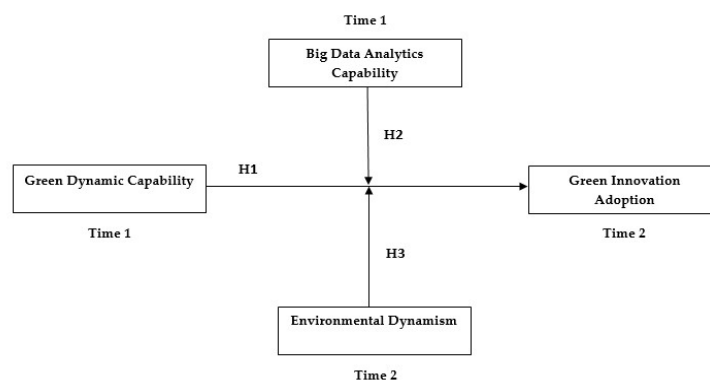 Time 1
Big Data Analytics
Capability
H2
H1
Green Dynamic Capability
Green Innovation
Adoption
Time 1
Time 2
H3
Environmental Dynamism
Time 2